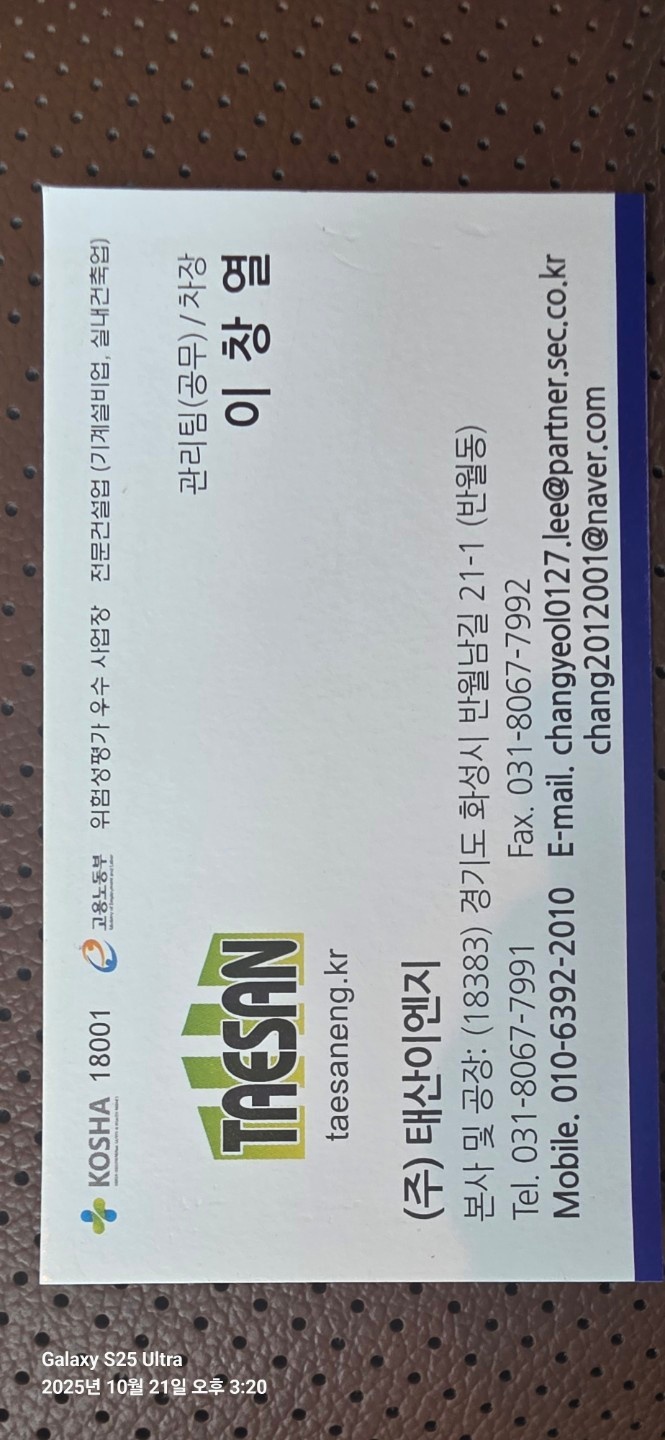 KOSHA 18001 고용노동부 위험성평가 우수 사업장 전문건설업 (기계설비업, 실내건축업)
관리팀(공무) / 차장
이 창 열
TAESAN
taesaneng.kr
(주) 태산이엔지
본사 및 공장: (18383) 경기도 화성시 반월남길 21-1 (반월동)
Tel. 031-8067-7991 Fax. 031-8067-7992
Mobile. 010-6392-2010 E-mail. changyeol0127.lee@partner.sec.co.kr
chang2012001@naver.com
Galaxy S25 Ultra
2025년 10월 21일 오후 3:20